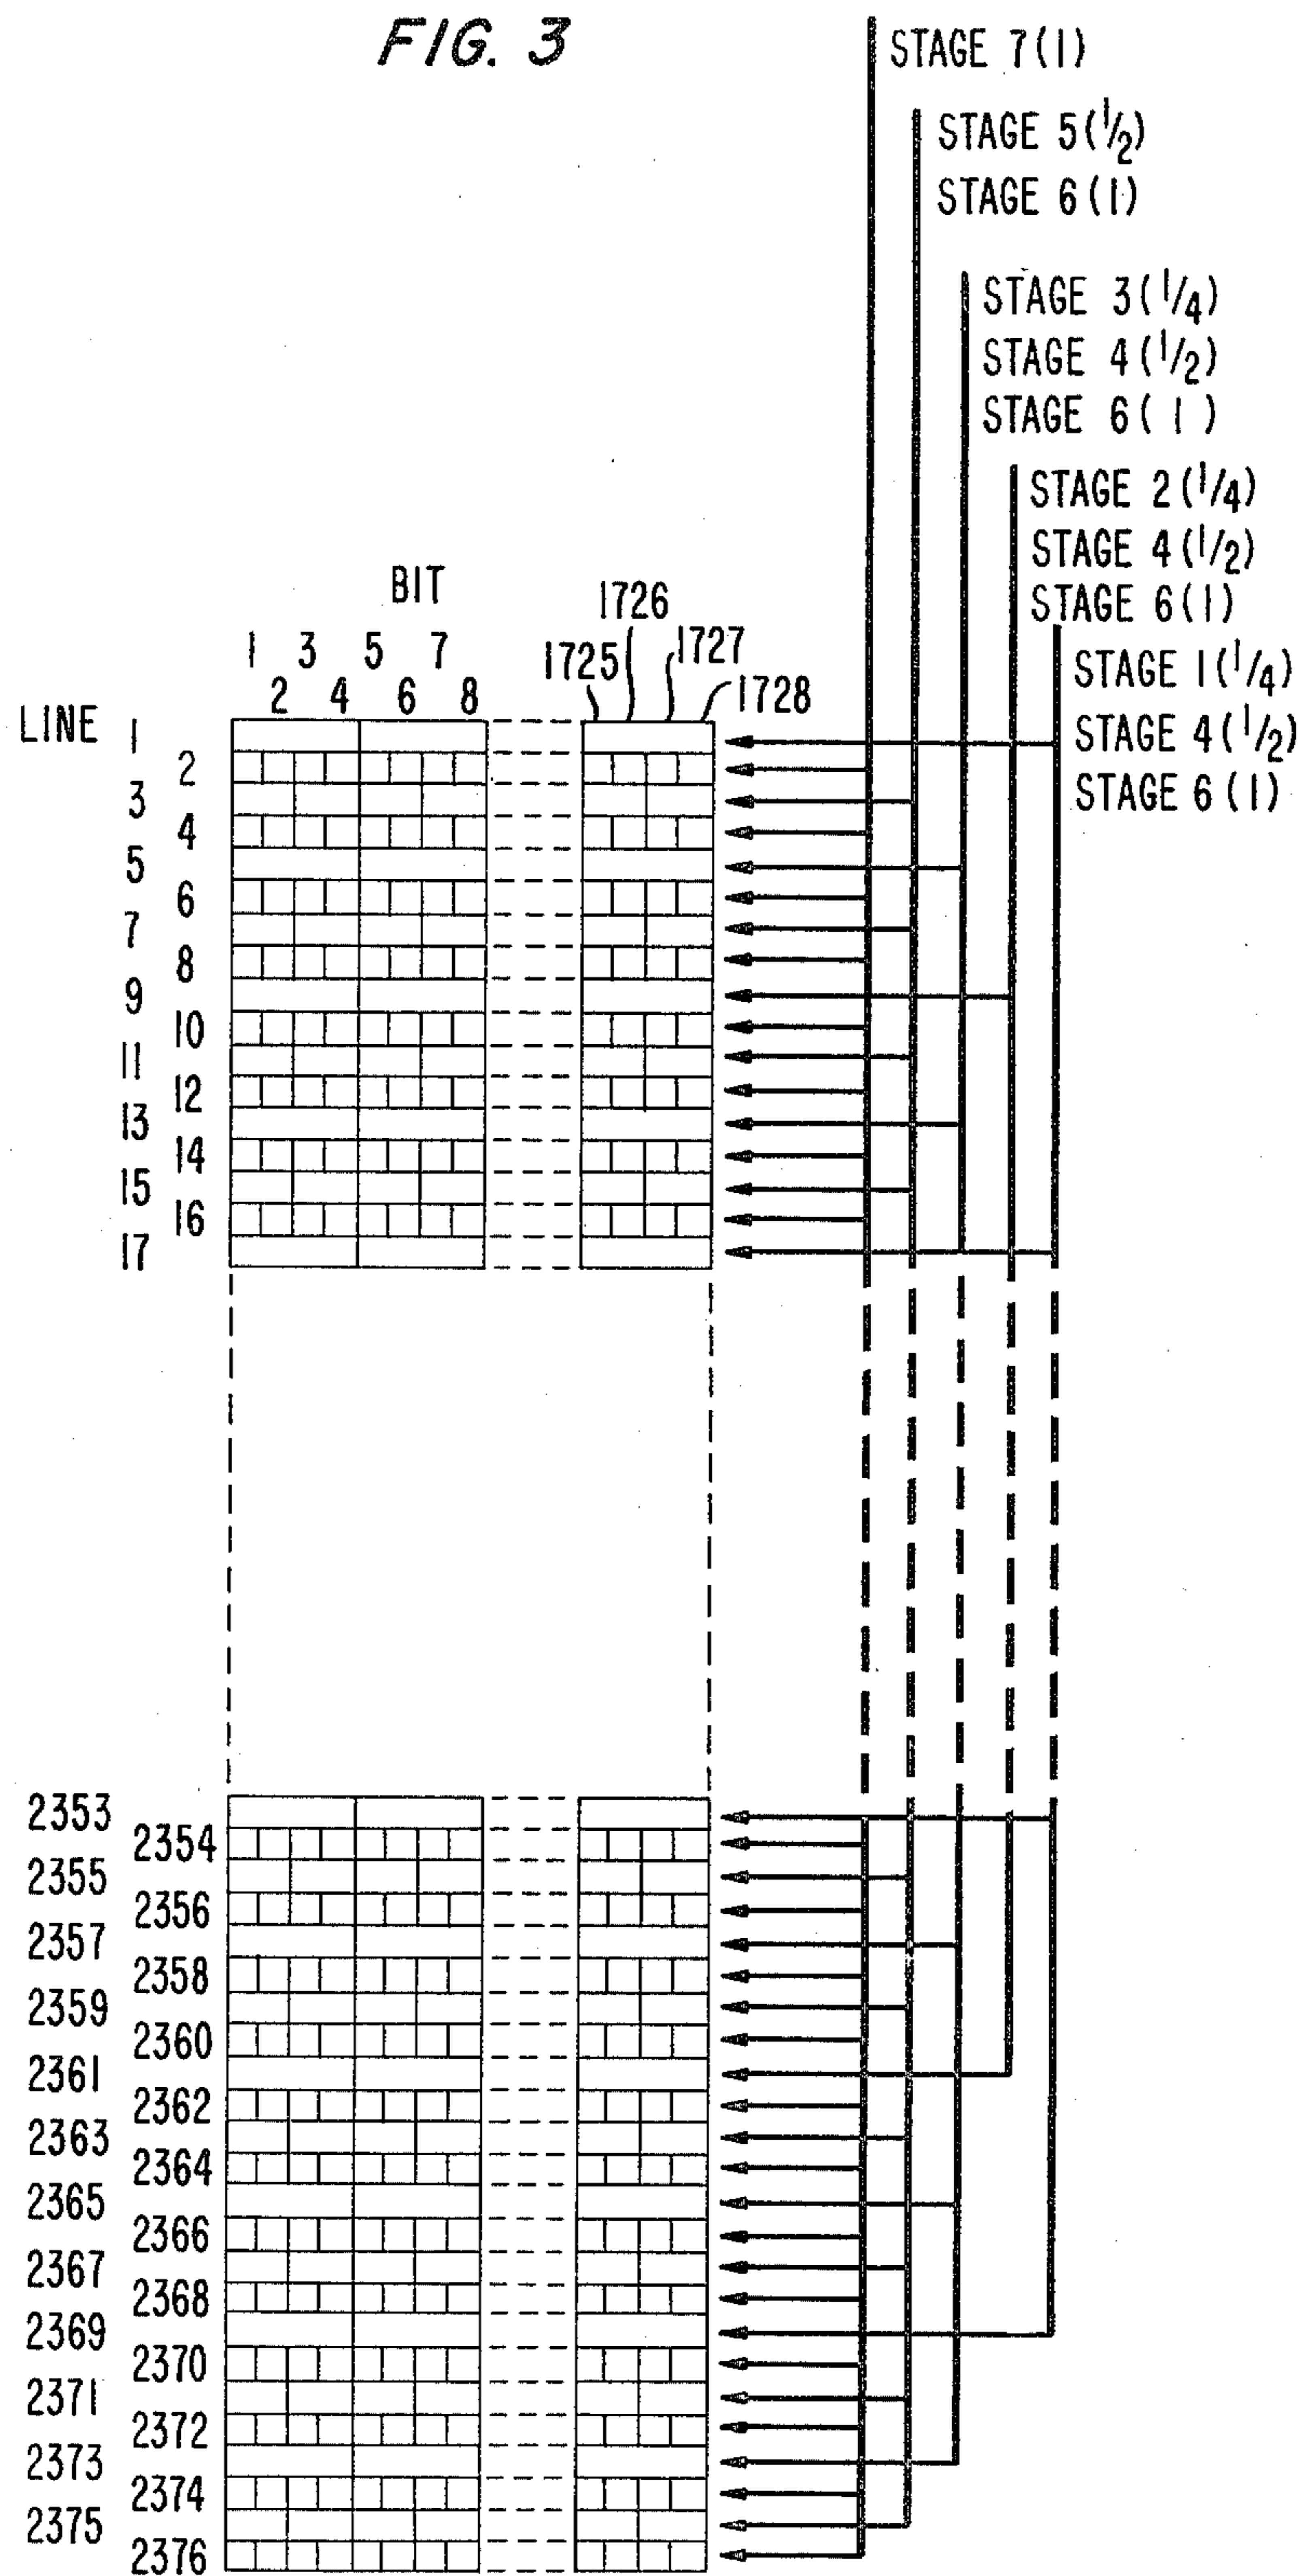 FIG. 3
STAGE 7(1)
STAGE 5(1/2)
STAGE 6(1)
STAGE 3(1/4)
STAGE 4(1/2)
STAGE 6(1)
STAGE 2(1/4)
STAGE 4(1/2)
STAGE 6(1)
STAGE 1(1/4)
STAGE 4(1/2)
STAGE 6(1)
BIT
1 3 5 7
2 4 6 8
1725 1726 1727 1728
LINE 1
2
3
4
5
6
7
8
9
10
11
12
13
14
15
16
17
2353
2354
2355
2356
2357
2358
2359
2360
2361
2362
2363
2364
2365
2366
2367
2368
2369
2370
2371
2372
2373
2374
2375
2376